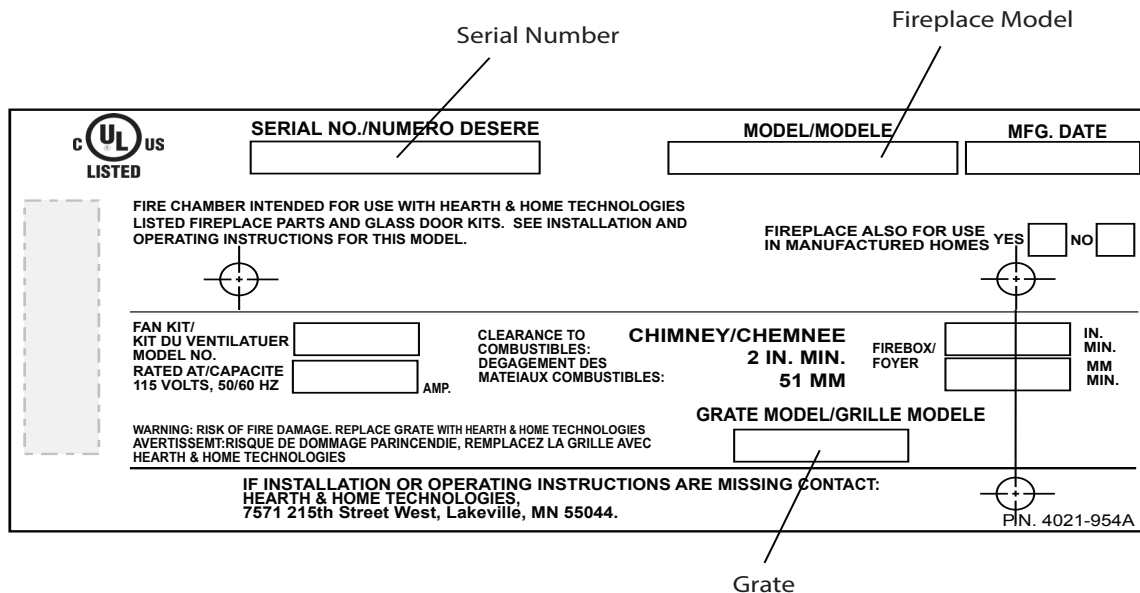 Serial Number
Fireplace Model
C UL US
LISTED
SERIAL NO./NUMERO DESERE
MODEL/MODELE
MFG. DATE
FIRE CHAMBER INTENDED FOR USE WITH HEARTH & HOME TECHNOLOGIES
LISTED FIREPLACE PARTS AND GLASS DOOR KITS. SEE INSTALLATION AND
OPERATING INSTRUCTIONS FOR THIS MODEL.
FIREPLACE ALSO FOR USE
IN MANUFACTURED HOMES YES NO
FAN KIT/
KIT DU VENTILATUER
MODEL NO.
RATED AT/CAPACITE
115 VOLTS, 50/60 HZ
AMP.
CLEARANCE TO
COMBUSTIBLES:
DEGAGEMENT DES
MATEIAUX COMBUSTIBLES:
CHIMNEY/CHEMNEE
2 IN. MIN.
51 MM
FIREBOX/
FOYER
IN.
MIN.
MM
MIN.
GRATE MODEL/GRILLE MODELE
WARNING: RISK OF FIRE DAMAGE. REPLACE GRATE WITH HEARTH & HOME TECHNOLOGIES
AVERTISSEMT:RISQUE DE DOMMAGE PARINCENDIE, REMPLACEZ LA GRILLE AVEC
HEARTH & HOME TECHNOLOGIES
IF INSTALLATION OR OPERATING INSTRUCTIONS ARE MISSING CONTACT:
HEARTH & HOME TECHNOLOGIES,
7571 215th Street West, Lakeville, MN 55044.
P.N. 4021-954A
Grate